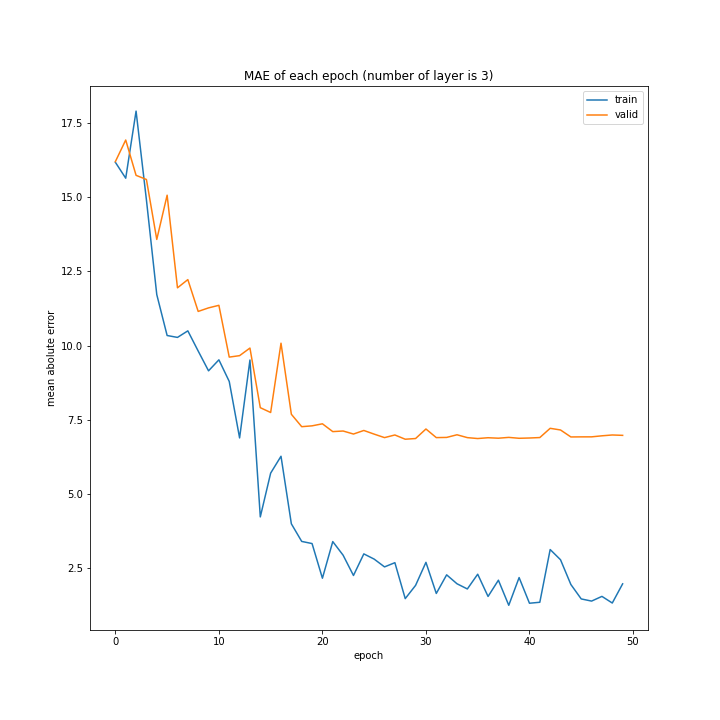 MAE of each epoch (number of layer is 3)
train
valid
17.5
15.0
12.5
10.0
7.5
5.0
2.5
mean abolute error
0
10
20
30
40
50
epoch